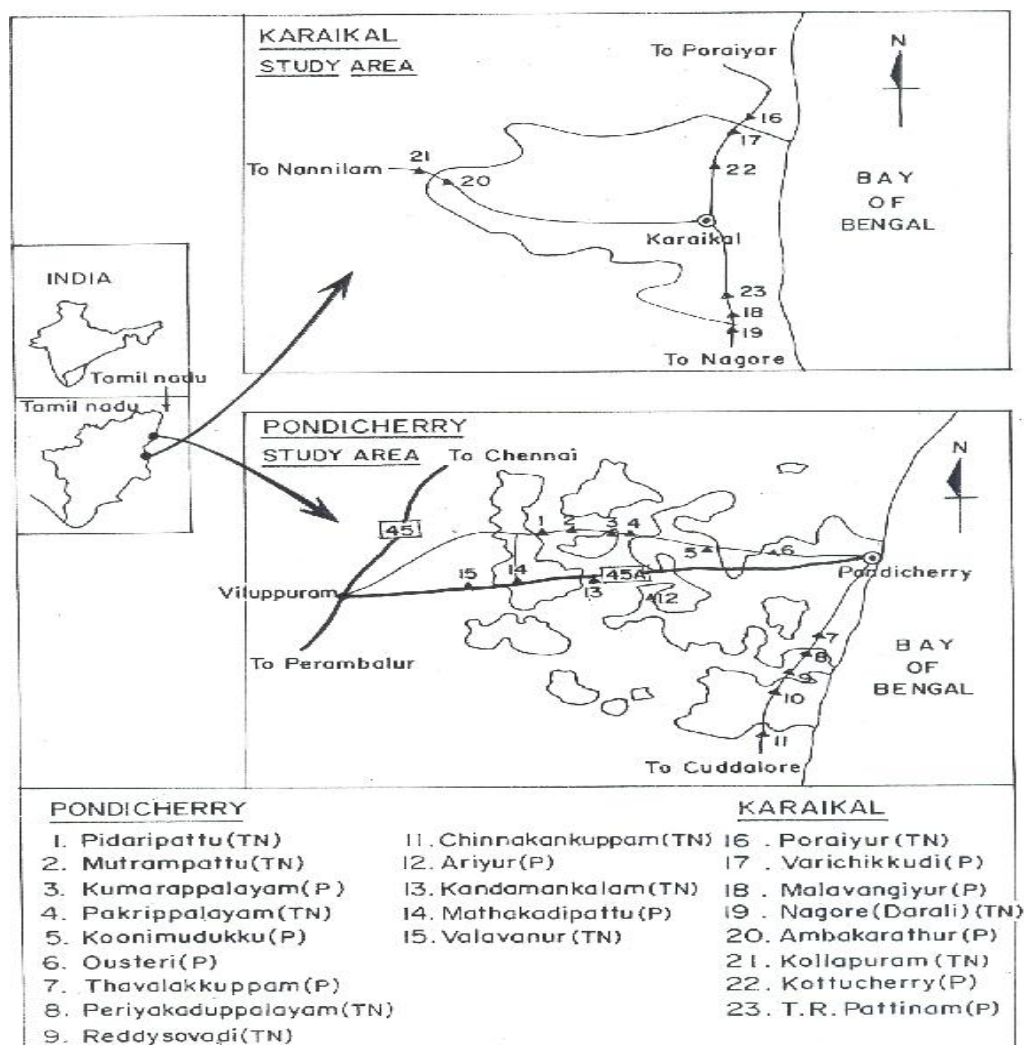 KARAIKAL
STUDY AREA
To Poraiyar
N
16
17
To Nannilam
21
20
22
BAY
OF
BENGAL
Karaikal
23
18
19
To Nagore
INDIA
Tamil nadu
Tamil nadu
PONDICHERRY
STUDY AREA
To Chennai
N
45
1
2
3
4
5
6
Pondicherry
15
14
13
45A
12
Viluppuram
To Perambalur
7
8
9
10
11
BAY
OF
BENGAL
To Cuddalore
PONDICHERRY
1. Pidaripattu (TN)
2. Mutrampattu (TN)
3. Kumarappalayam (P)
4. Pakrippalayam (TN)
5. Koonimudukku (P)
6. Ousteri (P)
7. Thavalakkuppam (P)
8. Periyakaduppalayam (TN)
9. Reddysovadi (TN)
11. Chinnakankuppam (TN)
12. Ariyur (P)
13. Kandamankalam (TN)
14. Mathakadipattu (P)
15. Valavanur (TN)
KARAIKAL
16 . Poraiyur (TN)
17 . Varichikkudi (P)
18 . Malavangiyur (P)
19 . Nagore (Darali) (TN)
20. Ambakarathur (P)
21. Kollapuram (TN)
22. Kottucherry (P)
23. T.R. Pattinam (P)